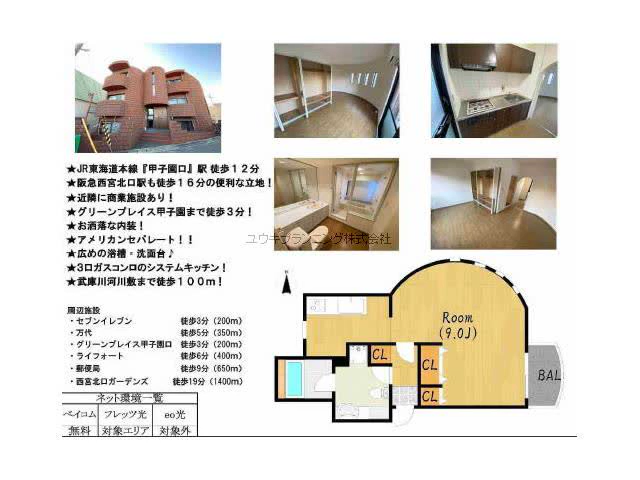 ★JR東海道本線『甲子園口』駅 徒歩12分
★阪急西宮北口駅も徒歩16分の便利な立地!
★近隣に商業施設あり!
★グリーンプレイス甲子園まで徒歩3分!
★お洒落な内装!
★アメリカンセパレート!!
★広めの浴槽・洗面台♪
★3口ガスコンロのシステムキッチン!
★武庫川河川敷まで徒歩100m!
ユウキプランニング株式会社
周辺施設
・セブンイレブン 徒歩3分(200m)
・万代 徒歩5分(350m)
・グリーンプレイス甲子園口 徒歩3分(200m)
・ライフォート 徒歩6分(400m)
・郵便局 徒歩9分(650m)
・西宮北口ガーデンズ 徒歩19分(1400m)
ネット環境一覧
ベイコム フレッツ光 eo光
無料 対象エリア 対象外
Room
(9.0J)
CL
CL
CL
BAL